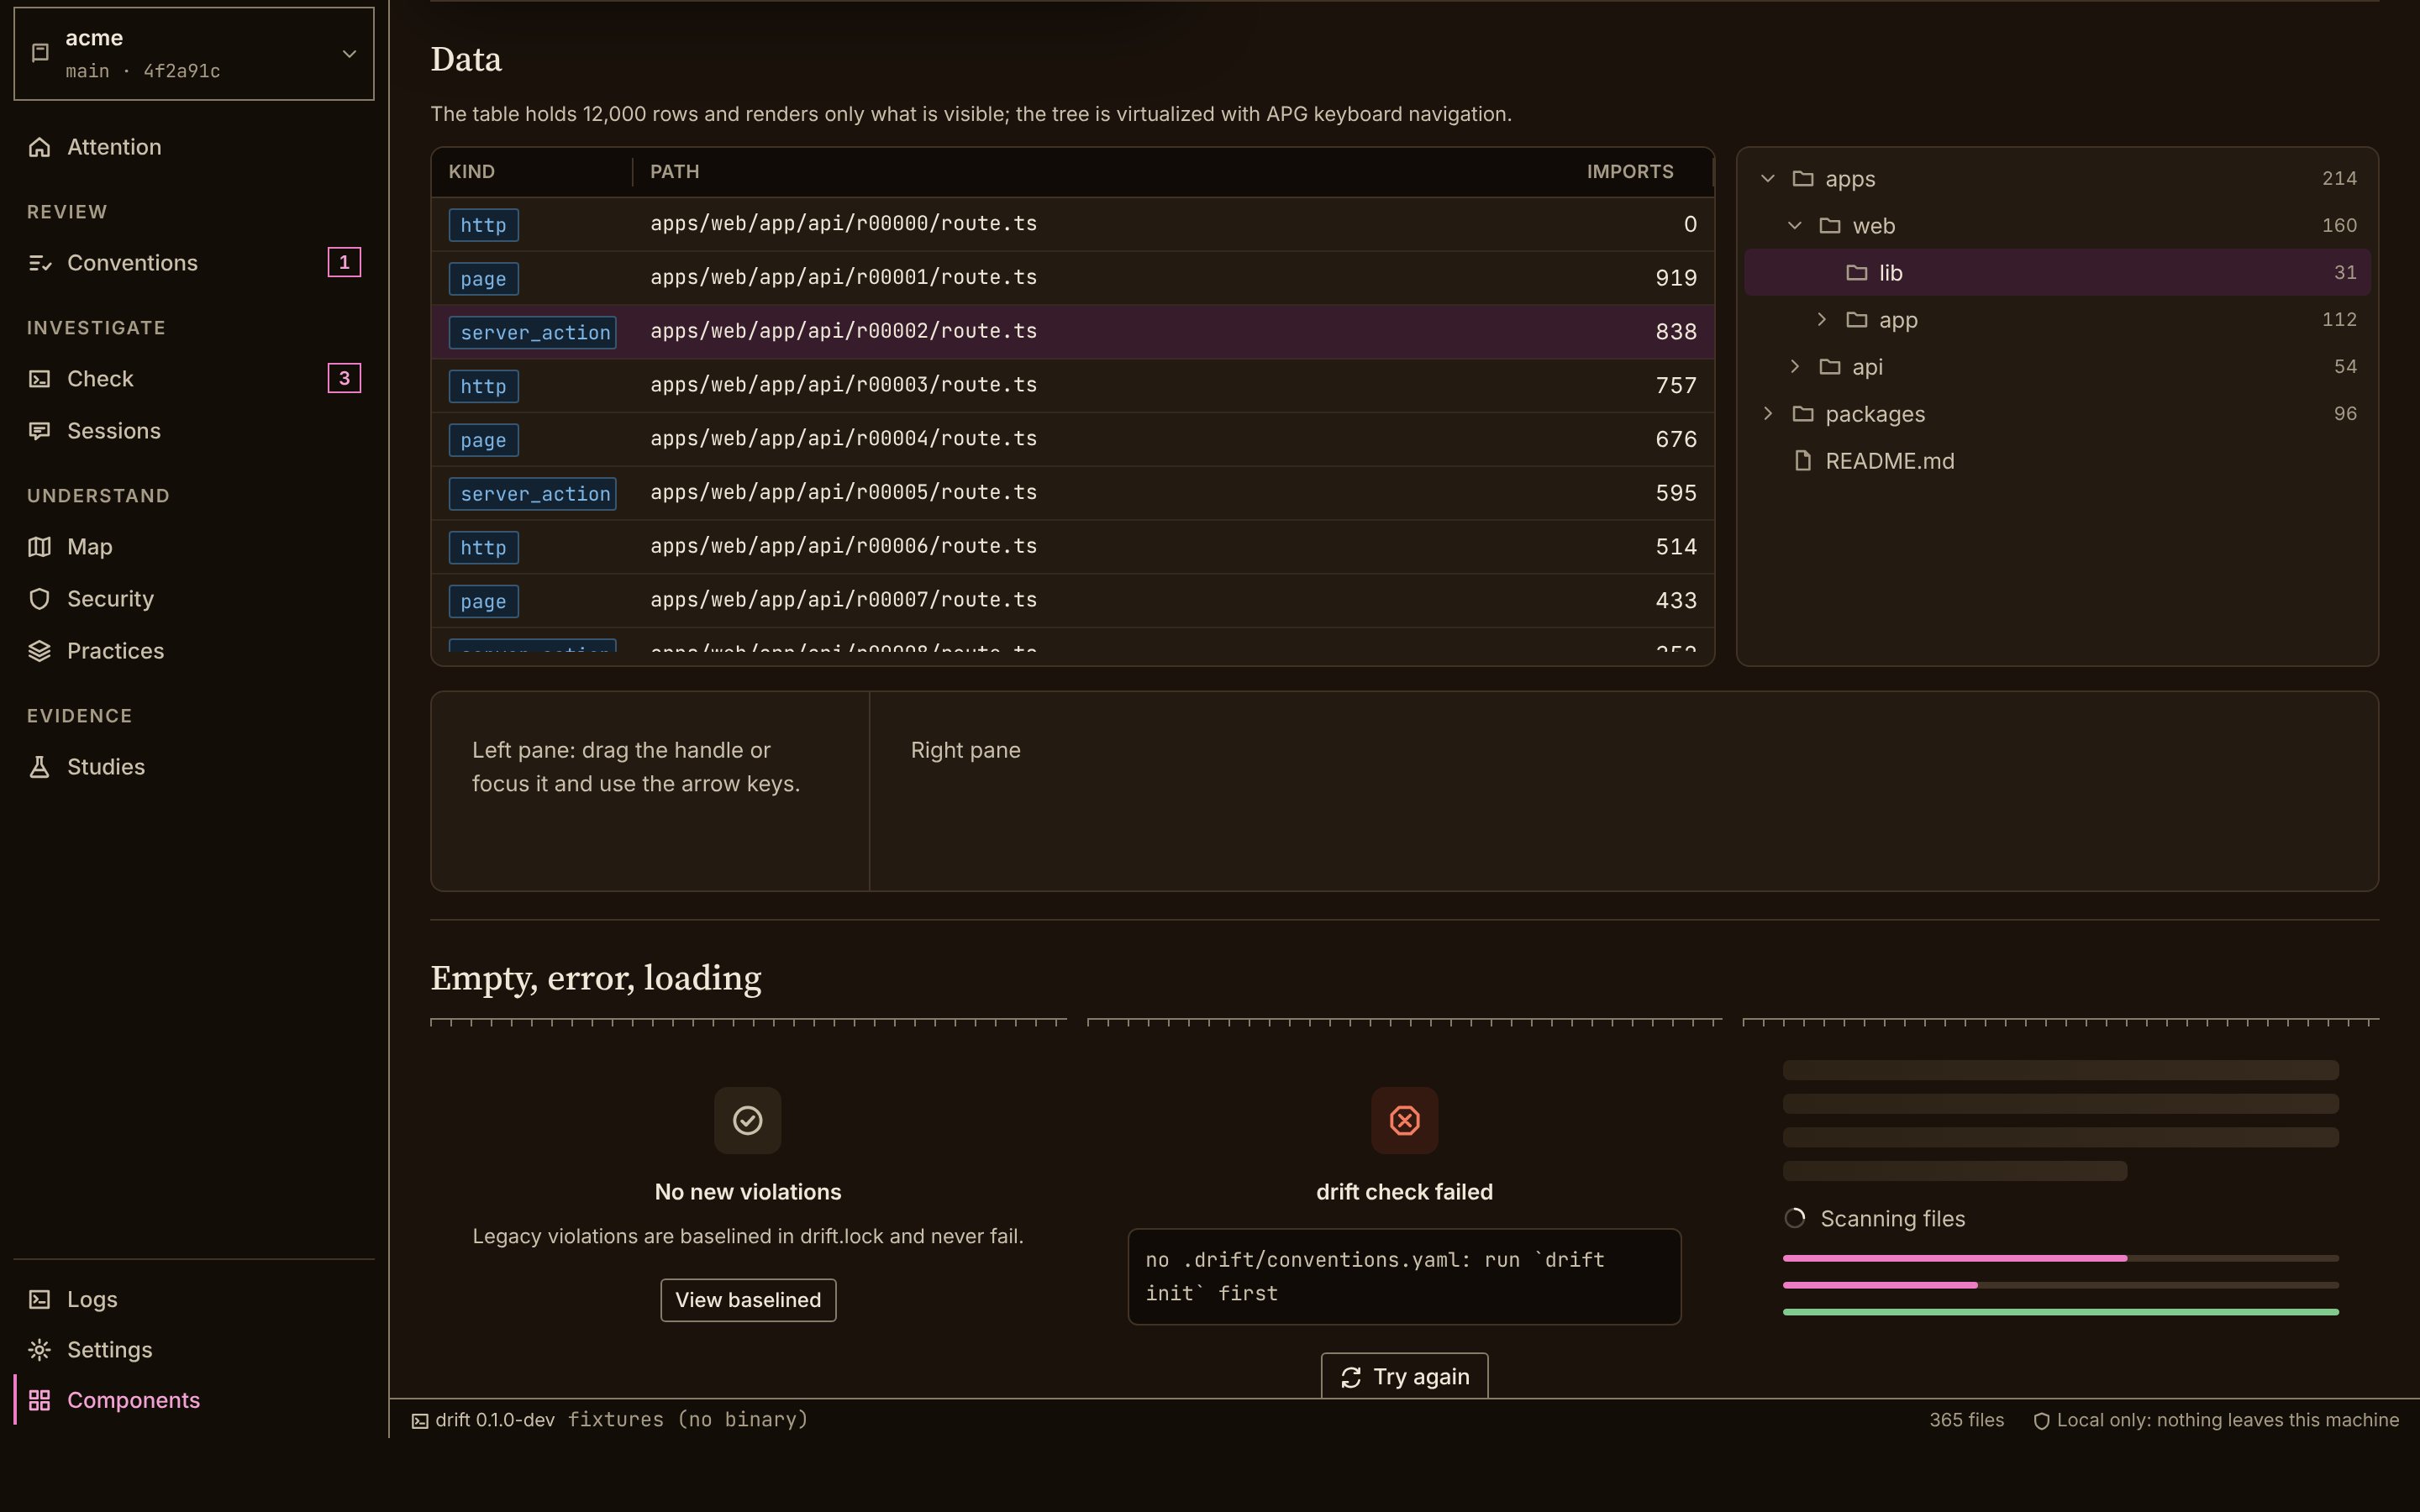 acme
main · 4f2a91c
Attention
REVIEW
Conventions 1
INVESTIGATE
Check 3
Sessions
UNDERSTAND
Map
Security
Practices
EVIDENCE
Studies
Logs
Settings
Components
Data
The table holds 12,000 rows and renders only what is visible; the tree is virtualized with APG keyboard navigation.
KIND PATH IMPORTS
http apps/web/app/api/r00000/route.ts 0
page apps/web/app/api/r00001/route.ts 919
server_action apps/web/app/api/r00002/route.ts 838
http apps/web/app/api/r00003/route.ts 757
page apps/web/app/api/r00004/route.ts 676
server_action apps/web/app/api/r00005/route.ts 595
http apps/web/app/api/r00006/route.ts 514
page apps/web/app/api/r00007/route.ts 433
server_action apps/web/app/api/r00008/route.ts 352
apps 214
web 160
lib 31
app 112
api 54
packages 96
README.md
Left pane: drag the handle or
focus it and use the arrow keys.
Right pane
Empty, error, loading
No new violations
Legacy violations are baselined in drift.lock and never fail.
View baselined
drift check failed
no .drift/conventions.yaml: run `drift
init` first
Try again
Scanning files
drift 0.1.0-dev fixtures (no binary)
365 files Local only: nothing leaves this machine